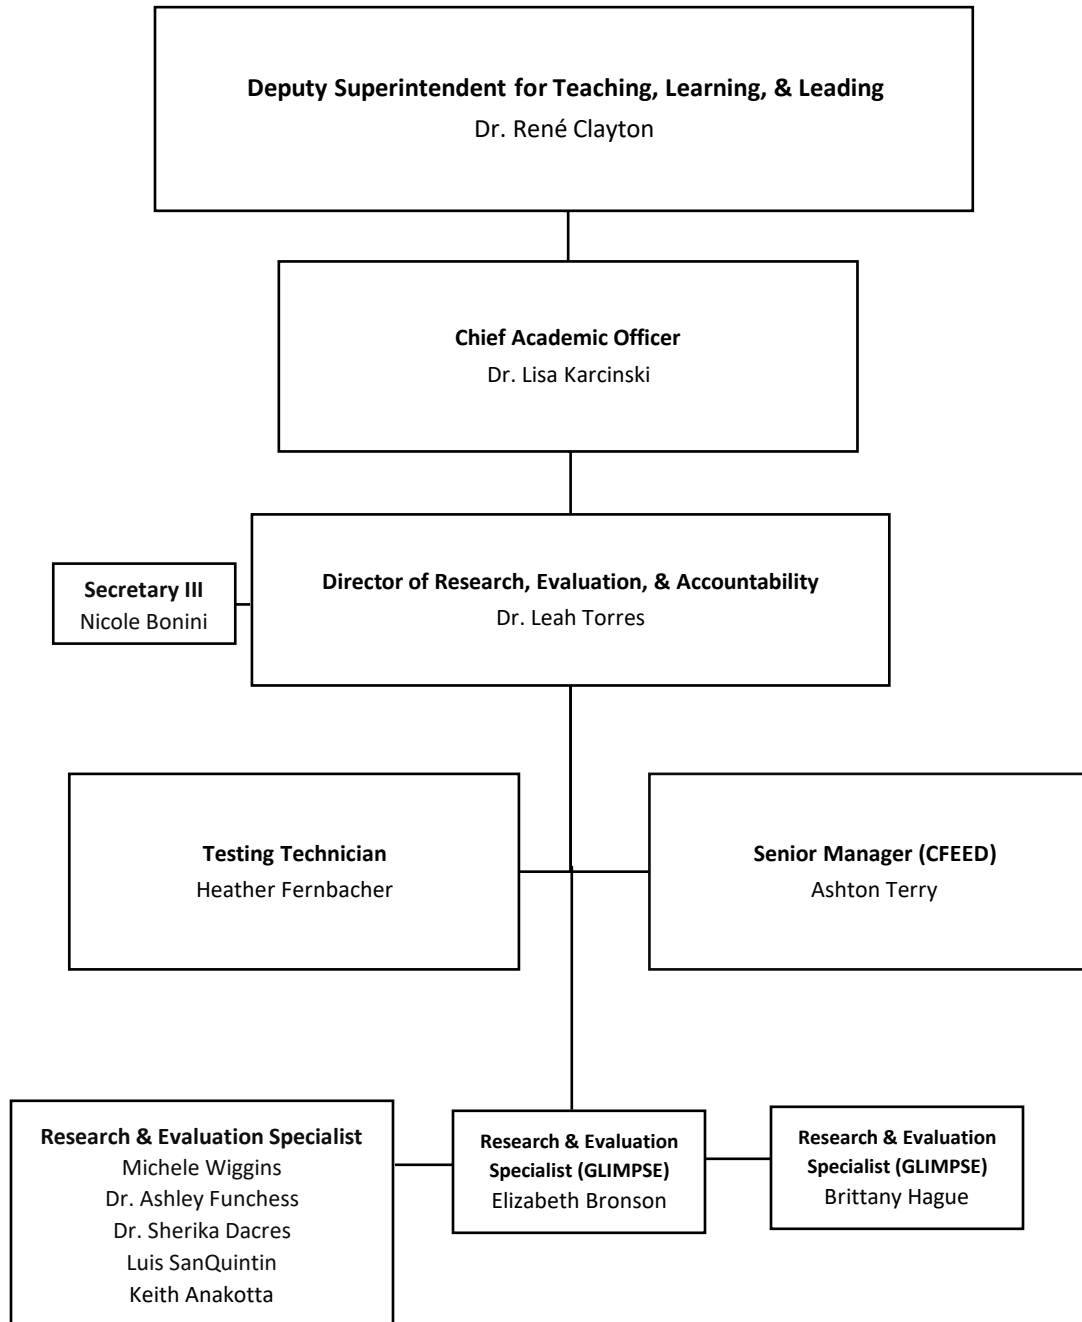 Deputy Superintendent for Teaching, Learning, & Leading
Dr. René Clayton
Chief Academic Officer
Dr. Lisa Karcinski
Director of Research, Evaluation, & Accountability
Dr. Leah Torres
Secretary III
Nicole Bonini
Testing Technician
Heather Fernbacher
Senior Manager (CFEED)
Ashton Terry
Research & Evaluation Specialist
Michele Wiggins
Dr. Ashley Funchess
Dr. Sherika Dacres
Luis SanQuintin
Keith Anakotta
Research & Evaluation
Specialist (GLIMPSE)
Elizabeth Bronson
Research & Evaluation
Specialist (GLIMPSE)
Brittany Hague